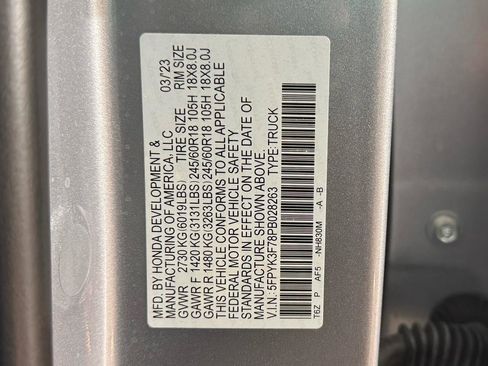 MFD. BY HONDA DEVELOPMENT & 03/23
MANUFACTURING OF AMERICA, LLC
GVWR 2730 KG(6019LBS) TIRE SIZE RIM SIZE
GAWR F 1420 KG(3131LBS) 245/60R18 105H 18X8.0J
GAWR R 1480 KG(3263LBS) 245/60R18 105H 18X8.0J
THIS VEHICLE CONFORMS TO ALL APPLICABLE
FEDERAL MOTOR VEHICLE SAFETY
STANDARDS IN EFFECT ON THE DATE OF
MANUFACTURE SHOWN ABOVE.
V.I.N.: 5FPYK3F78PB028263 TYPE:TRUCK
T6Z P AF5 -NH830M -A -B